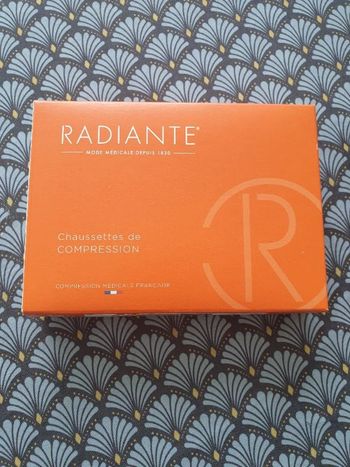 RADIANTE®
MODE MÉDICALE DEPUIS 1830
Chaussettes de
COMPRESSION
COMPRESSION MÉDICALE FRANÇAISE
R